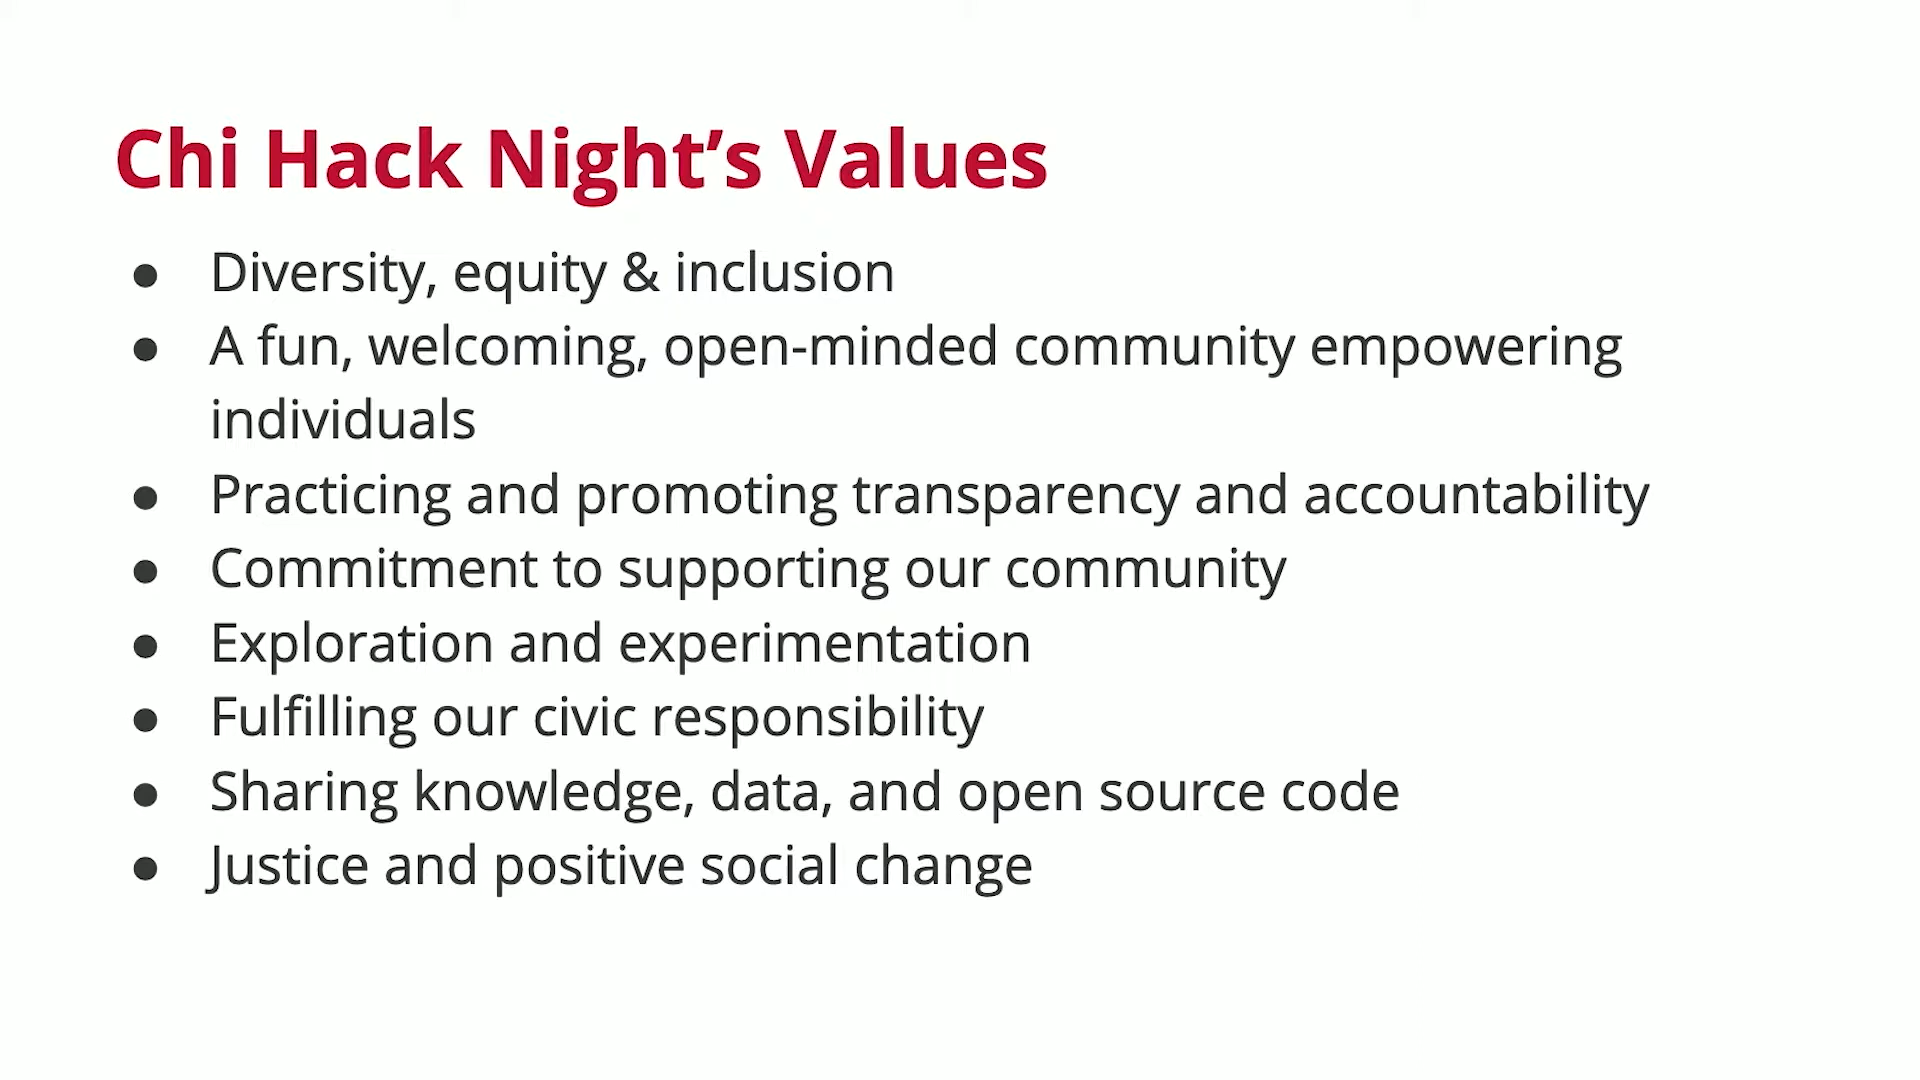 Chi Hack Night’s Values
● Diversity, equity & inclusion
● A fun, welcoming, open-minded community empowering
individuals
● Practicing and promoting transparency and accountability
● Commitment to supporting our community
● Exploration and experimentation
● Fulfilling our civic responsibility
● Sharing knowledge, data, and open source code
● Justice and positive social change